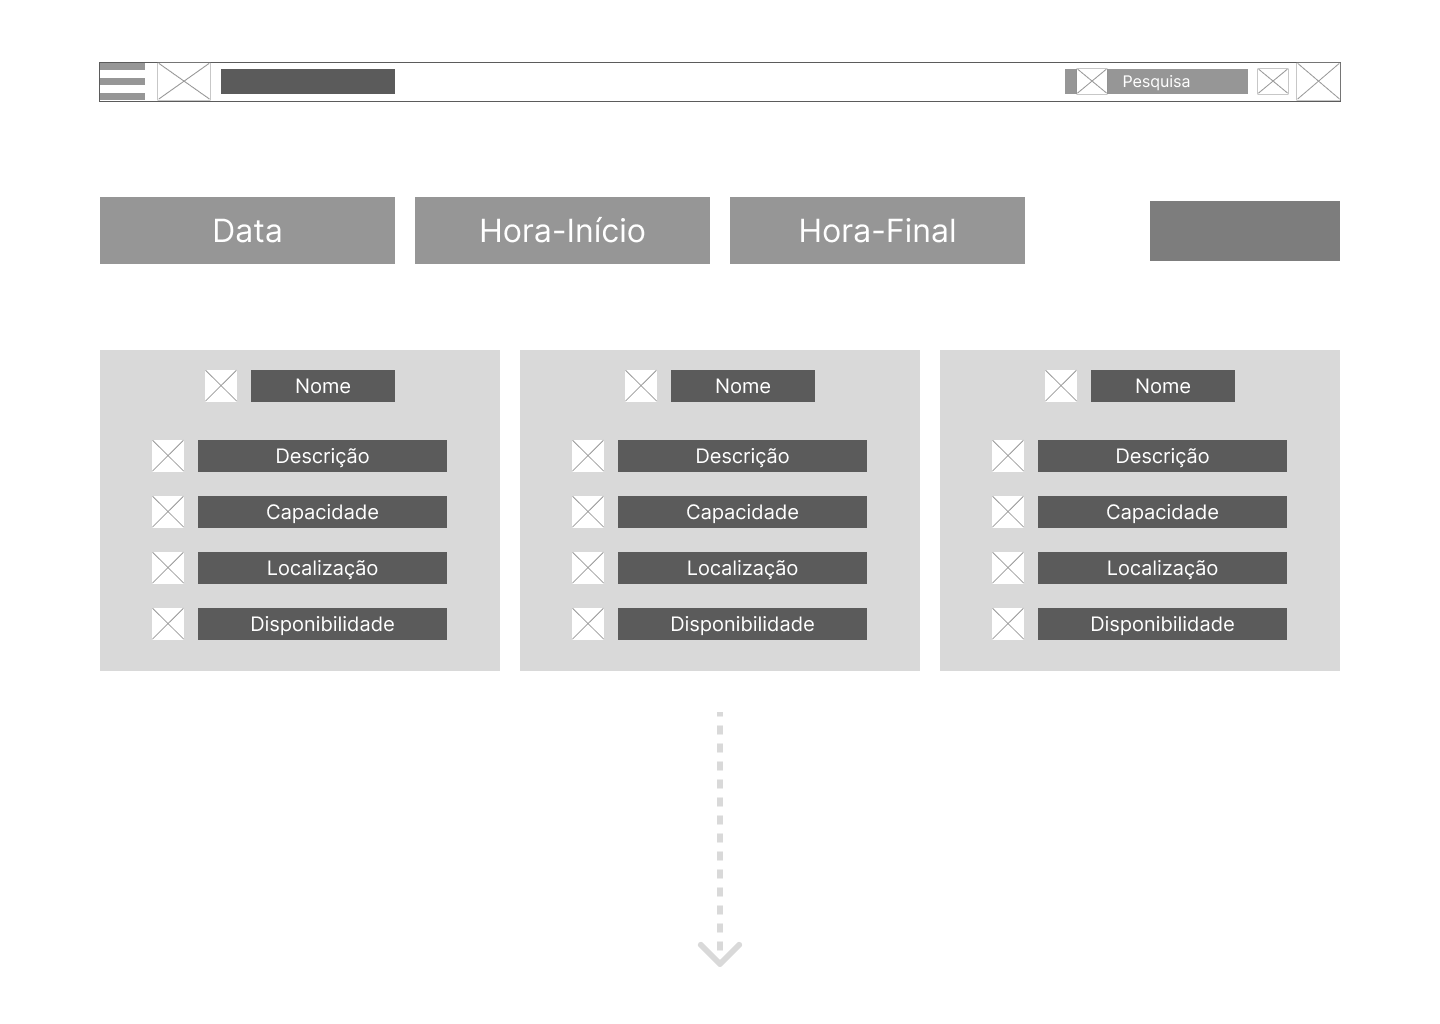 Pesquisa
Data
Hora-Início
Hora-Final
Nome
Descrição
Capacidade
Localização
Disponibilidade
Nome
Descrição
Capacidade
Localização
Disponibilidade
Nome
Descrição
Capacidade
Localização
Disponibilidade